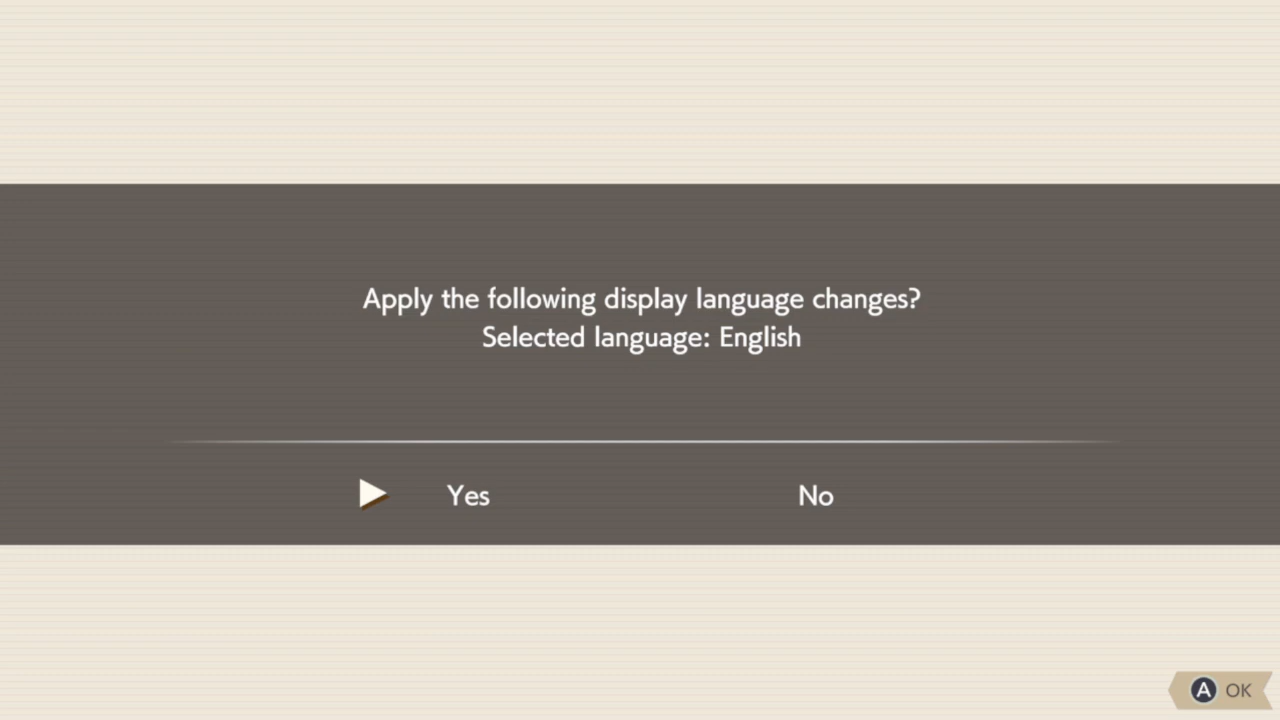 Apply the following display language changes?
Selected language: English
Yes No
A OK